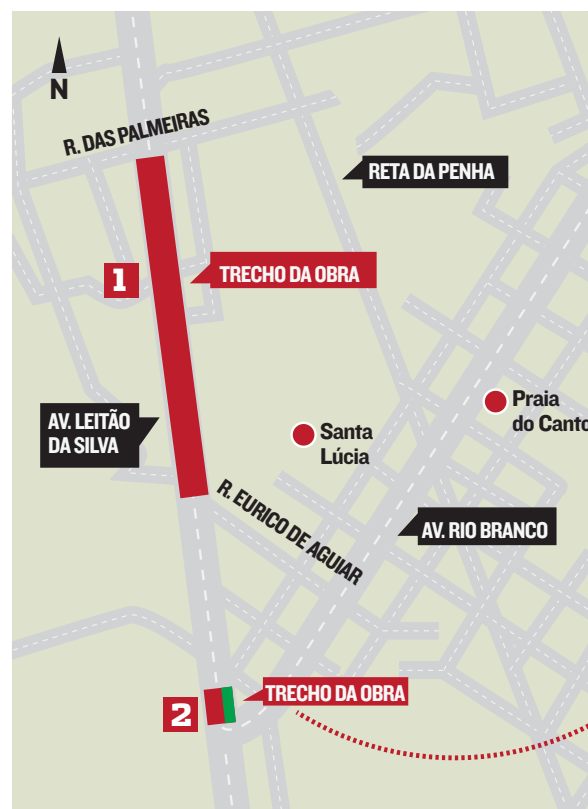 N
R. DAS PALMEIRAS
RETA DA PENHA
1
TRECHO DA OBRA
AV. LEITÃO
DA SILVA
Santa
Lúcia
Praia
do Canto
R. EURICO DE AGUIAR
AV. RIO BRANCO
2
TRECHO DA OBRA